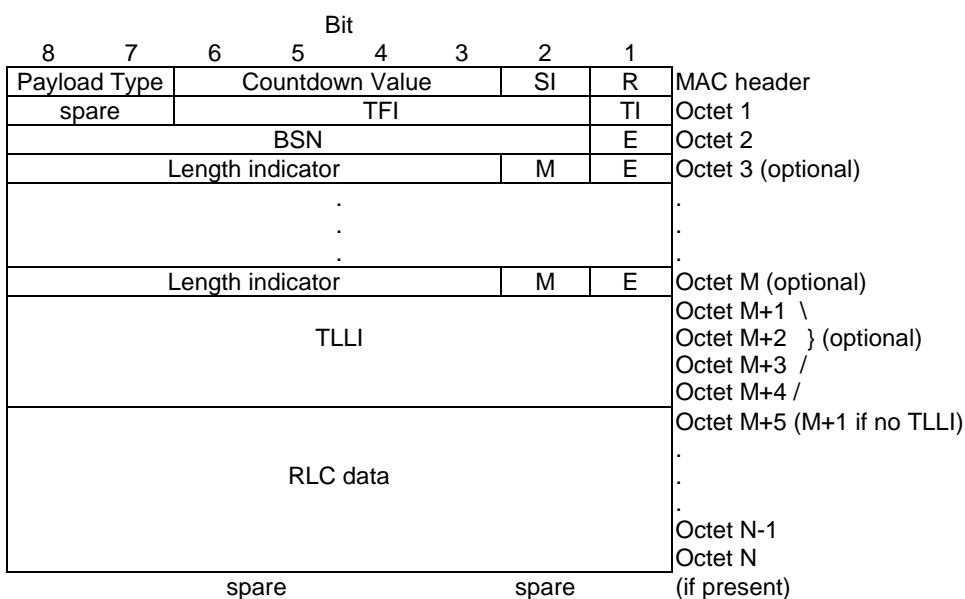 Bit
8 7 6 5 4 3 2 1
Payload Type Countdown Value SI R MAC header
spare TFI TI Octet 1
BSN E Octet 2
Length indicator M E Octet 3 (optional)
. .
. .
. .
Length indicator M E Octet M (optional)
Octet M+1 \
TLLI Octet M+2 } (optional)
Octet M+3 /
Octet M+4 /
Octet M+5 (M+1 if no TLLI)
.
RLC data .
.
Octet N-1
Octet N
spare spare (if present)